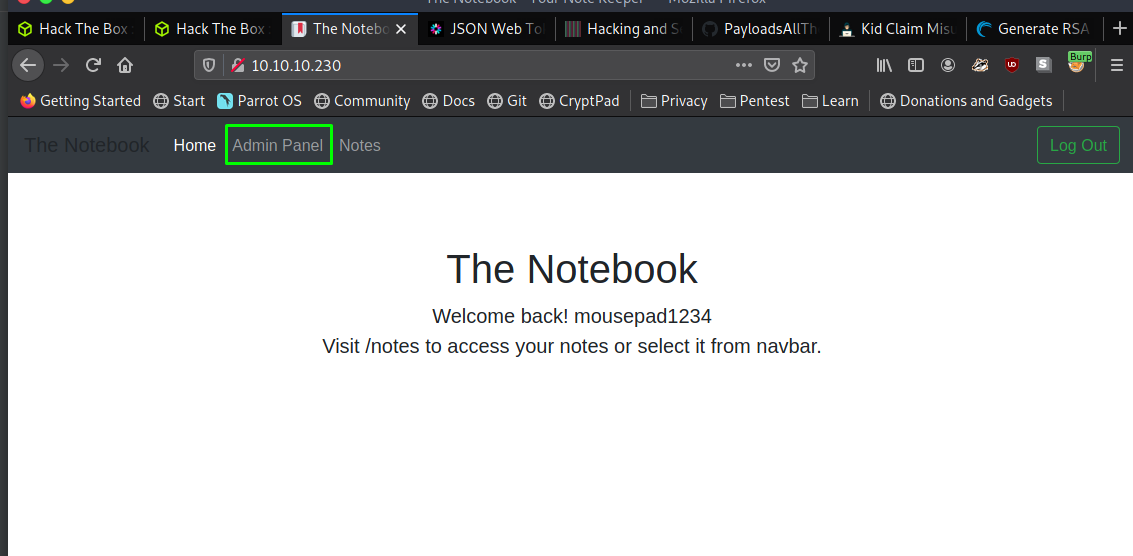 The Notebook - Your Note Keeper - Mozilla Firefox
Hack The Box
Hack The Box
The Notebo
JSON Web To
Hacking and S
PayloadsAllTh
Kid Claim Misu
Generate RSA
10.10.10.230
Burp
Getting Started Start Parrot OS Community Docs Git CryptPad Privacy Pentest Learn Donations and Gadgets
The Notebook Home Admin Panel Notes Log Out
The Notebook
Welcome back! mousepad1234
Visit /notes to access your notes or select it from navbar.